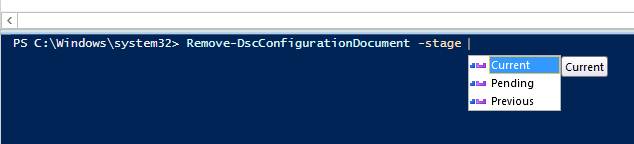 PS C:\Windows\system32> Remove-DscConfigurationDocument -stage
Current Current
Pending
Previous